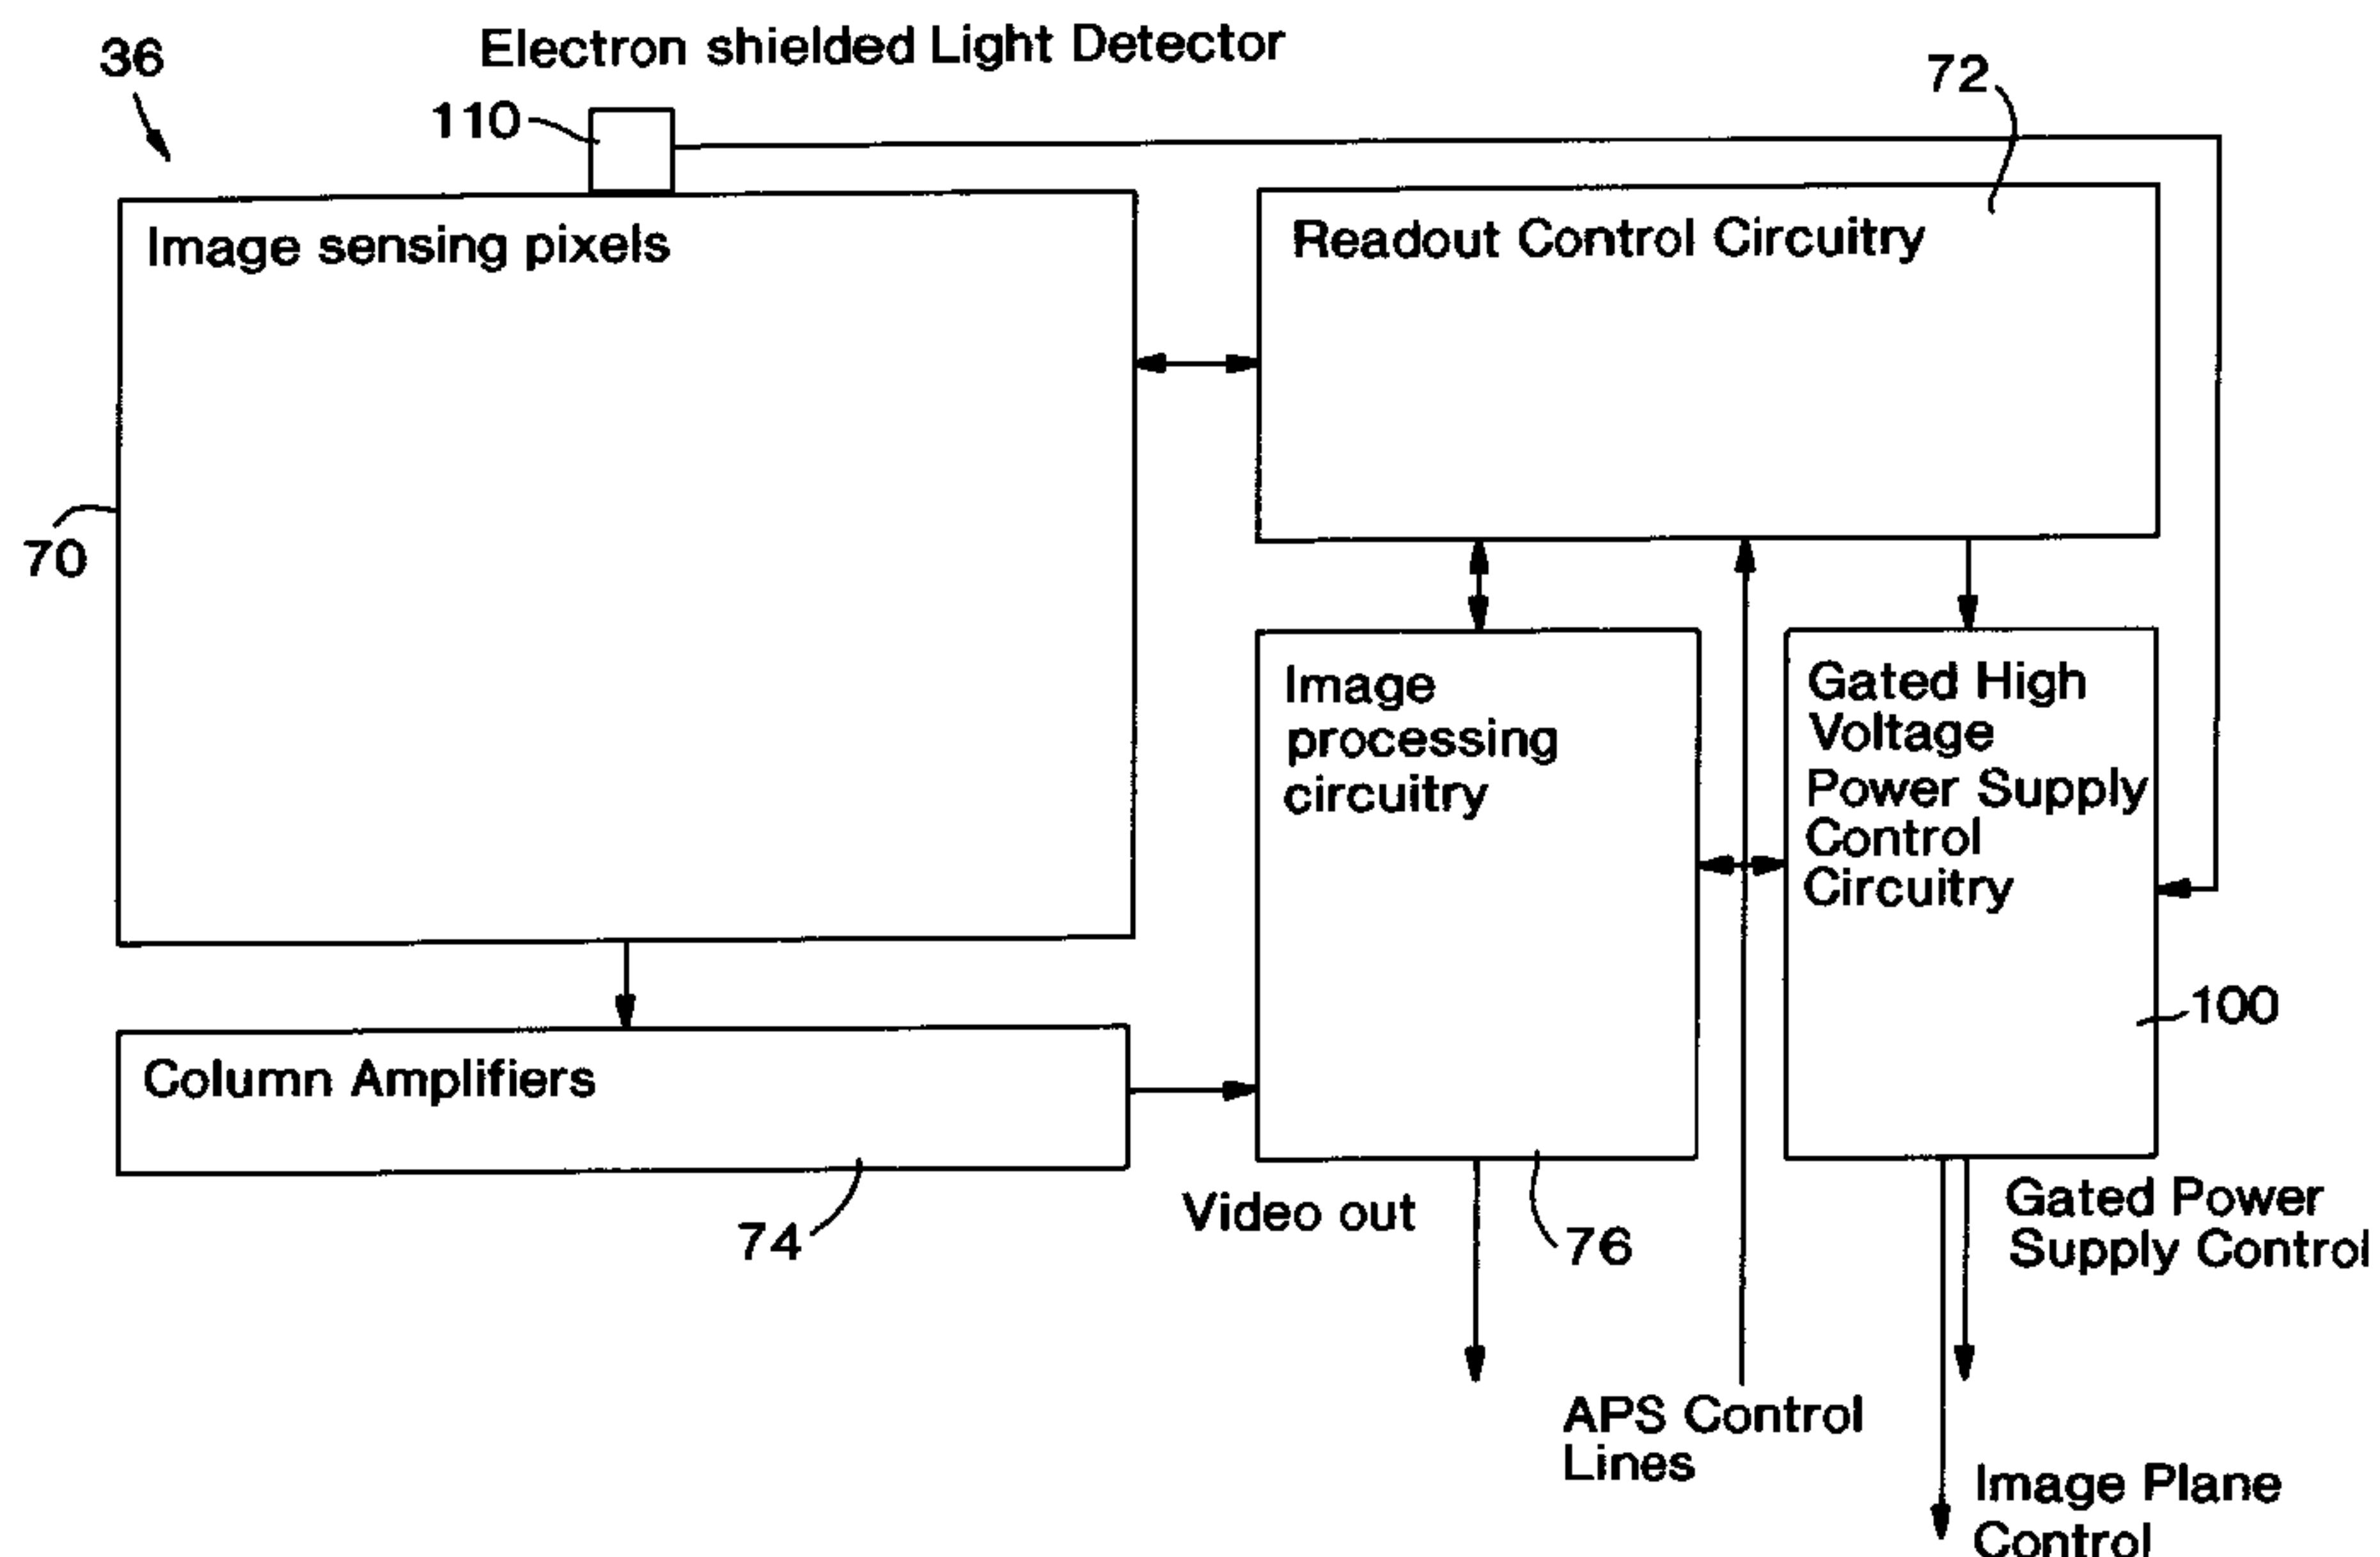 36
Electron shielded Light Detector
110
72
Image sensing pixels
Readout Control Circuitry
70
Image
processing
circuitry
Gated High
Voltage
Power Supply
Control
Circuitry
100
Column Amplifiers
74
Video out
76
Gated Power
Supply Control
APS Control
Lines
Image Plane
Control